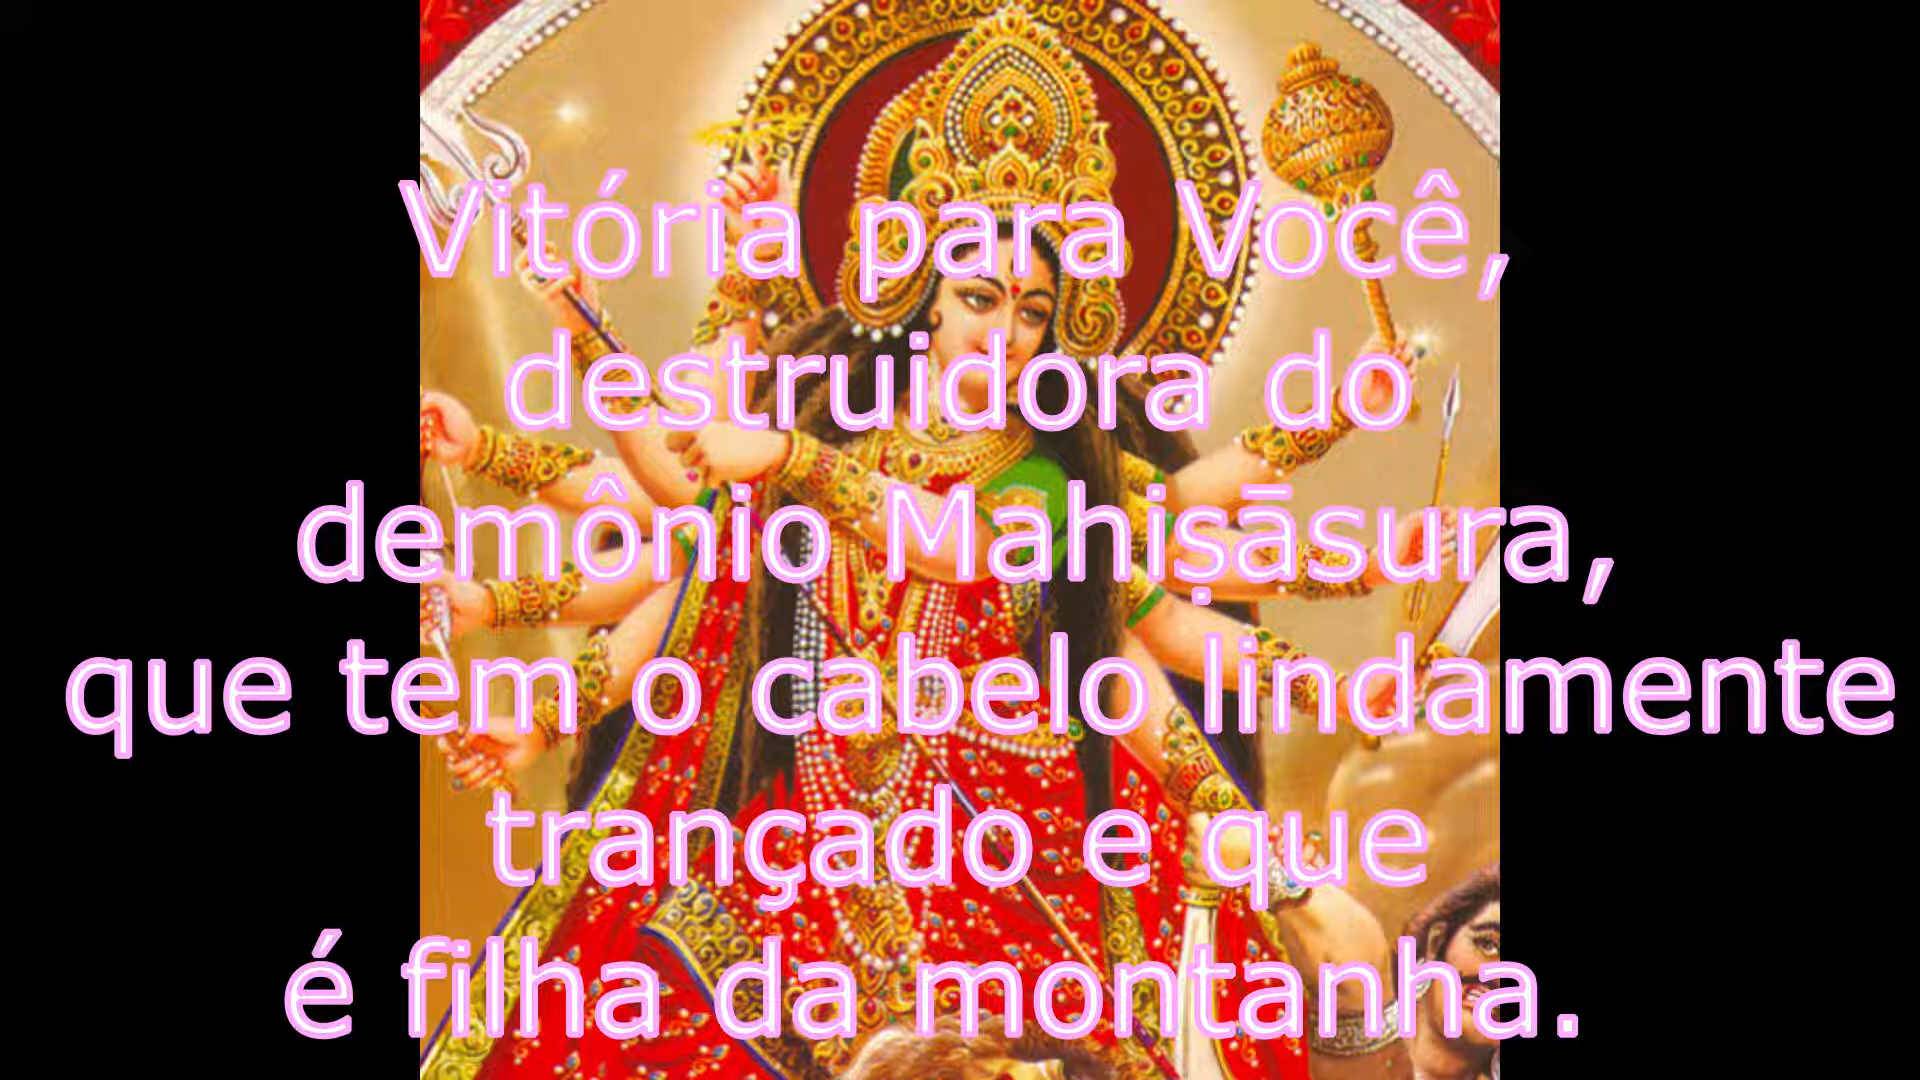 Vitória para Você,
destruidora do
demônio Mahiṣāsura,
que tem o cabelo lindamente
trançado e que
é filha da montanha.